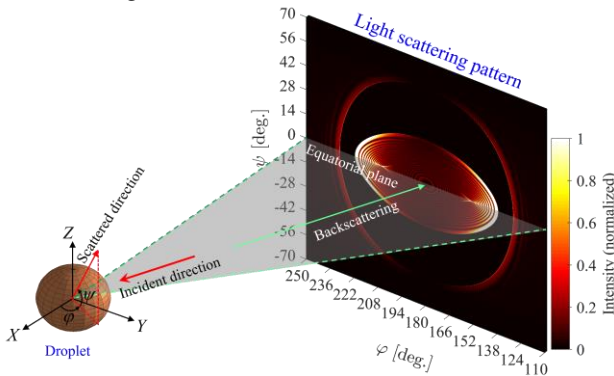 Light scattering pattern
70
56
42
28
14
0
-14
-28
-42
-56
-70
ψ [deg.]
Equatorial plane
Backscattering
Incident direction
Scattered direction
Z
ψ
φ
X
Y
Droplet
250
236
222
208
194
180
166
152
138
124
110
φ [deg.]
1
0.8
0.6
0.4
0.2
0
Intensity (normalized)